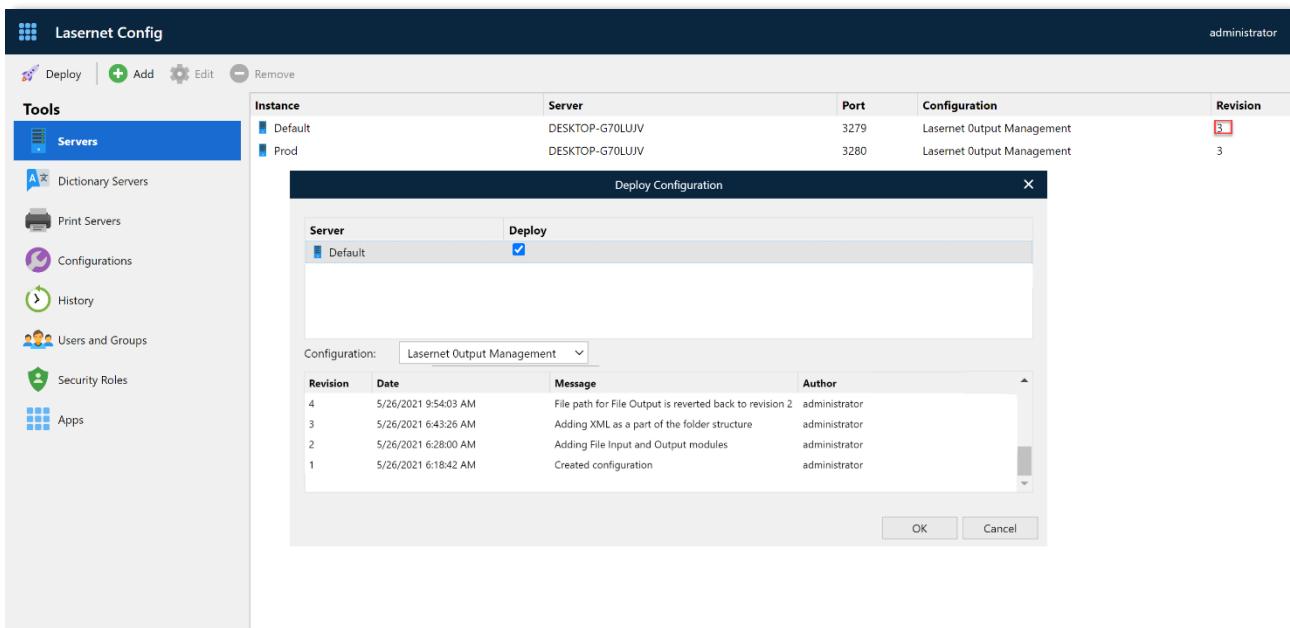 Lasernet Config administrator
Deploy Add Edit Remove
Tools
Servers
Dictionary Servers
Print Servers
Configurations
History
Users and Groups
Security Roles
Apps
Instance Server Port Configuration Revision
Default DESKTOP-G70LUJV 3279 Lasernet 0utput Management 3
Prod DESKTOP-G70LUJV 3280 Lasernet 0utput Management 3
Deploy Configuration
Server Deploy
Default
Configuration: Lasernet 0utput Management
Revision Date Message Author
4 5/26/2021 9:54:03 AM File path for File Output is reverted back to revision 2 administrator
3 5/26/2021 6:43:26 AM Adding XML as a part of the folder structure administrator
2 5/26/2021 6:28:00 AM Adding File Input and Output modules administrator
1 5/26/2021 6:18:42 AM Created configuration administrator
OK Cancel